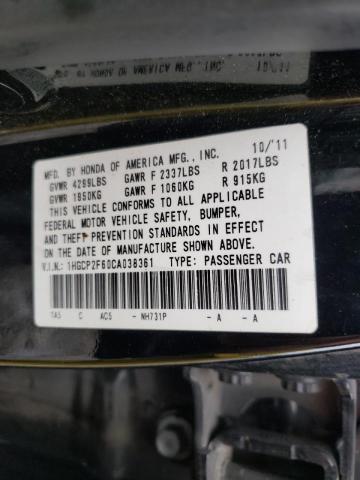 MFD. BY HONDA OF AMERICA MFG., INC. 10/'11
GVWR 4299LBS GAWR F 2337LBS R 2017LBS
GVWR 1950KG GAWR F 1060KG R 915KG
THIS VEHICLE CONFORMS TO ALL APPLICABLE
FEDERAL MOTOR VEHICLE SAFETY, BUMPER,
AND THEFT PREVENTION STANDARDS IN EFFECT
ON THE DATE OF MANUFACTURE SHOWN ABOVE.
V.I.N.: 1HGCP2F60CA038361 TYPE: PASSENGER CAR
TA5 C AC5 - NH731P - A - A